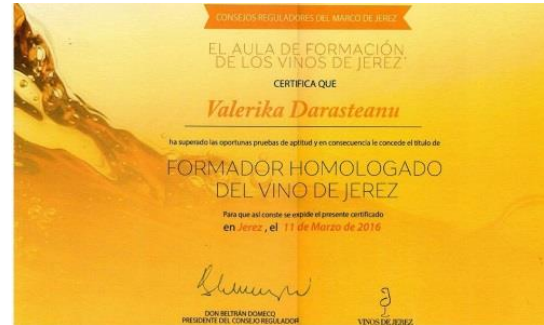 CONSEJOS REGULADORES DEL MARCO DE JEREZ
EL AULA DE FORMACIÓN
DE LOS VINOS DE JEREZ
CERTIFICA QUE
Valerika Darasteanu
ha superado las oportunas pruebas de aptitud y en consecuencia le concede el título de
FORMADOR HOMOLOGADO
DEL VINO DE JEREZ
Para que así conste se expide el presente certificado
en Jerez, el 11 de Marzo de 2016
DON BELTRÁN DOMECQ
PRESIDENTE DEL CONSEJO REGULADOR
VINOS DE JEREZ